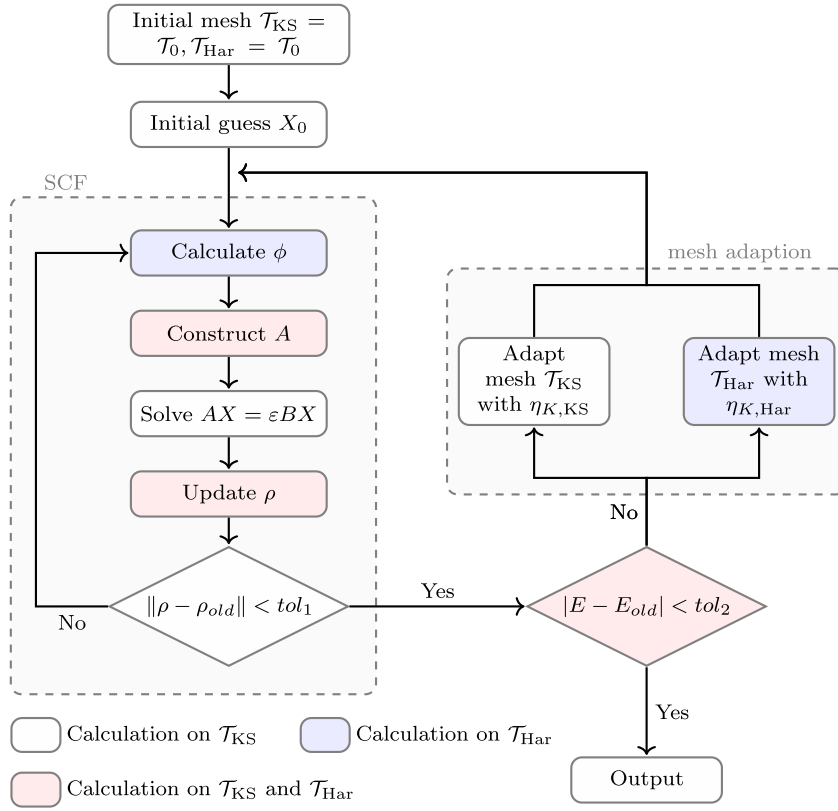 Initial mesh 𝒯_KS =
𝒯_0, 𝒯_Har = 𝒯_0
Initial guess X_0
SCF
Calculate ϕ
Construct A
Solve AX = εBX
Update ρ
‖ρ − ρ_old‖ < tol_1
No
Yes
mesh adaption
Adapt
mesh 𝒯_KS
with η_K,KS
Adapt mesh
𝒯_Har with
η_K,Har
No
|E − E_old| < tol_2
Yes
Output
Calculation on 𝒯_KS
Calculation on 𝒯_Har
Calculation on 𝒯_KS and 𝒯_Har